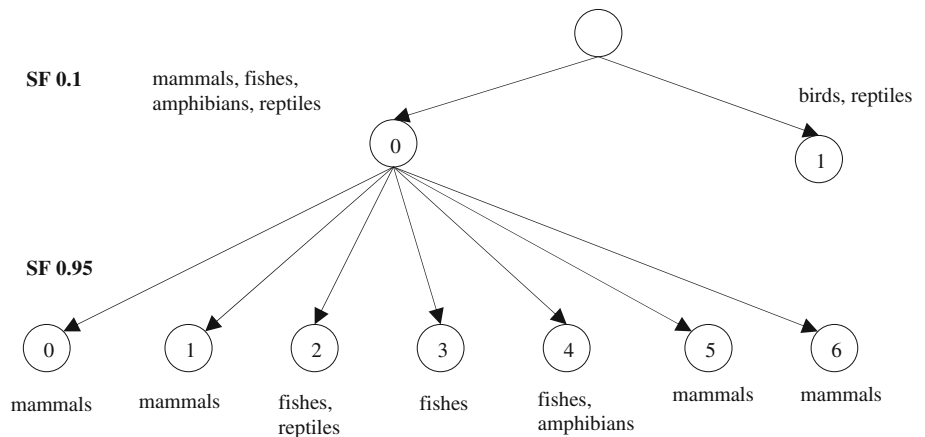 SF 0.1
mammals, fishes,
amphibians, reptiles
birds, reptiles
0
1
SF 0.95
0
1
2
3
4
5
6
mammals
mammals
fishes,
reptiles
fishes
fishes,
amphibians
mammals
mammals